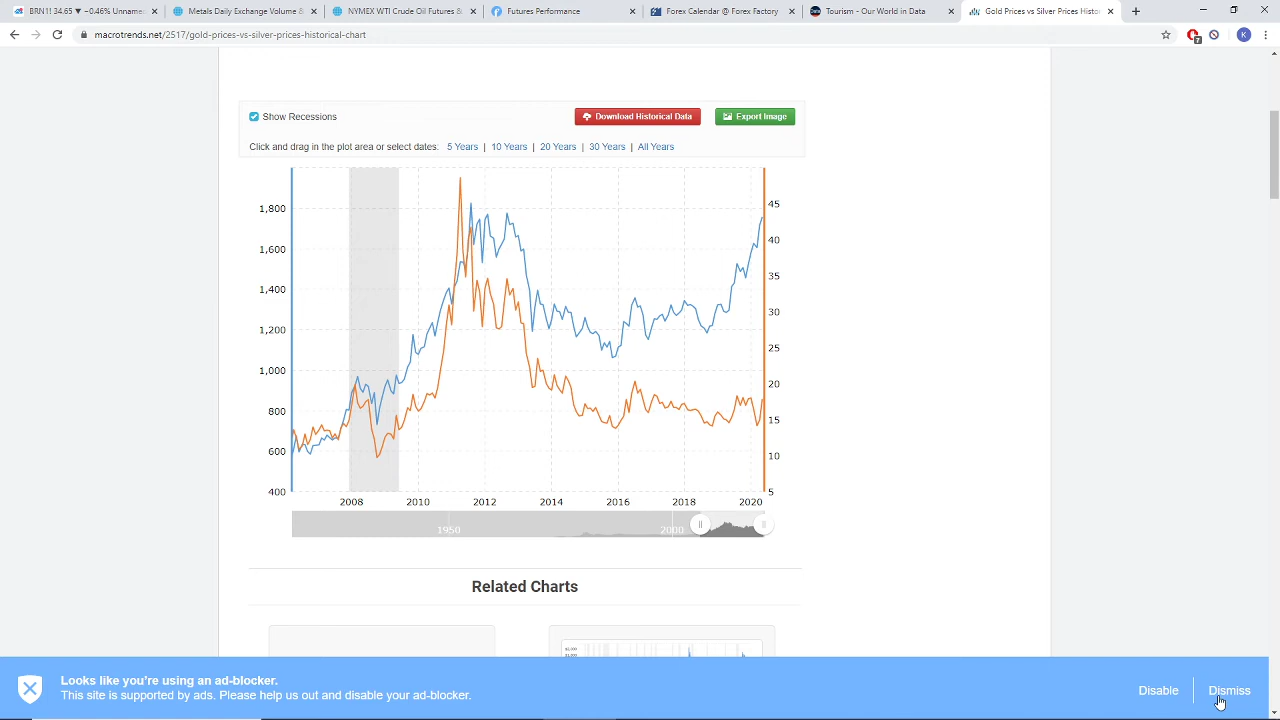 BRN1! 34.65 ▼ −0.46% Unname
Metals Daily Exchange Volume &
NYMEX WTI Crude Oil Futures &
Futures Performance
Forex Calendar @ Forex Factory
Tourism - Our World in Data
Gold Prices vs Silver Prices Histo
macrotrends.net/2517/gold-prices-vs-silver-prices-historical-chart
7
K
Show Recessions
Download Historical Data
Export Image
Click and drag in the plot area or select dates: 5 Years | 10 Years | 20 Years | 30 Years | All Years
1,800
1,600
1,400
1,200
1,000
800
600
400
45
40
35
30
25
20
15
10
5
2008 2010 2012 2014 2016 2018 2020
1950 2000
Related Charts
Looks like you're using an ad-blocker.
This site is supported by ads. Please help us out and disable your ad-blocker.
Disable
Dismiss